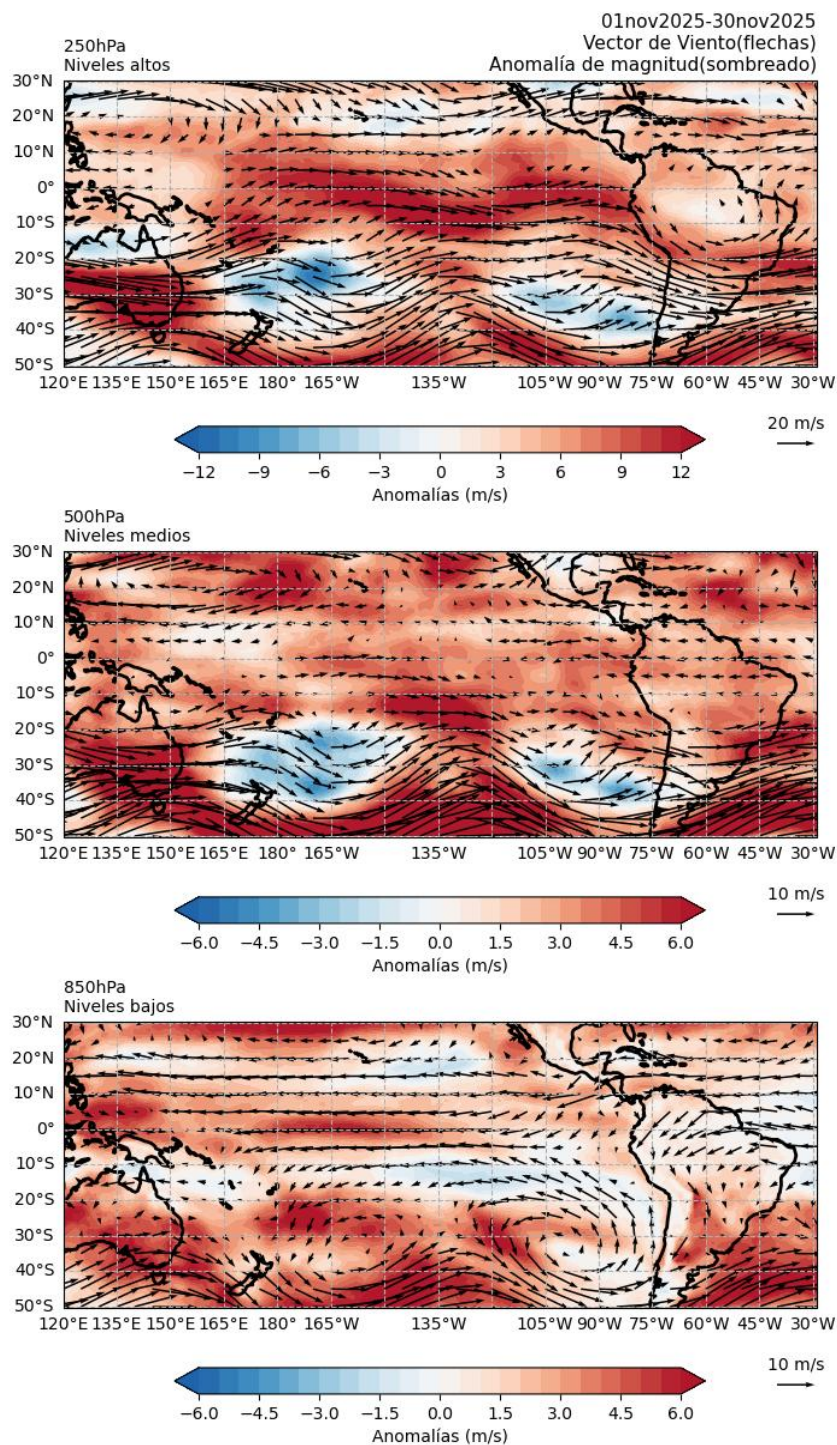 01nov2025-30nov2025
250hPa
Vector de Viento(flechas)
Niveles altos
Anomalía de magnitud(sombreado)
30°N
20°N
10°N
0°
10°S
20°S
30°S
40°S
50°S
120°E 135°E 150°E 165°E 180° 165°W 135°W 105°W 90°W 75°W 60°W 45°W 30°W
20 m/s
−12 −9 −6 −3 0 3 6 9 12
Anomalías (m/s)
500hPa
Niveles medios
30°N
20°N
10°N
0°
10°S
20°S
30°S
40°S
50°S
120°E 135°E 150°E 165°E 180° 165°W 135°W 105°W 90°W 75°W 60°W 45°W 30°W
10 m/s
−6.0 −4.5 −3.0 −1.5 0.0 1.5 3.0 4.5 6.0
Anomalías (m/s)
850hPa
Niveles bajos
30°N
20°N
10°N
0°
10°S
20°S
30°S
40°S
50°S
120°E 135°E 150°E 165°E 180° 165°W 135°W 105°W 90°W 75°W 60°W 45°W 30°W
10 m/s
−6.0 −4.5 −3.0 −1.5 0.0 1.5 3.0 4.5 6.0
Anomalías (m/s)